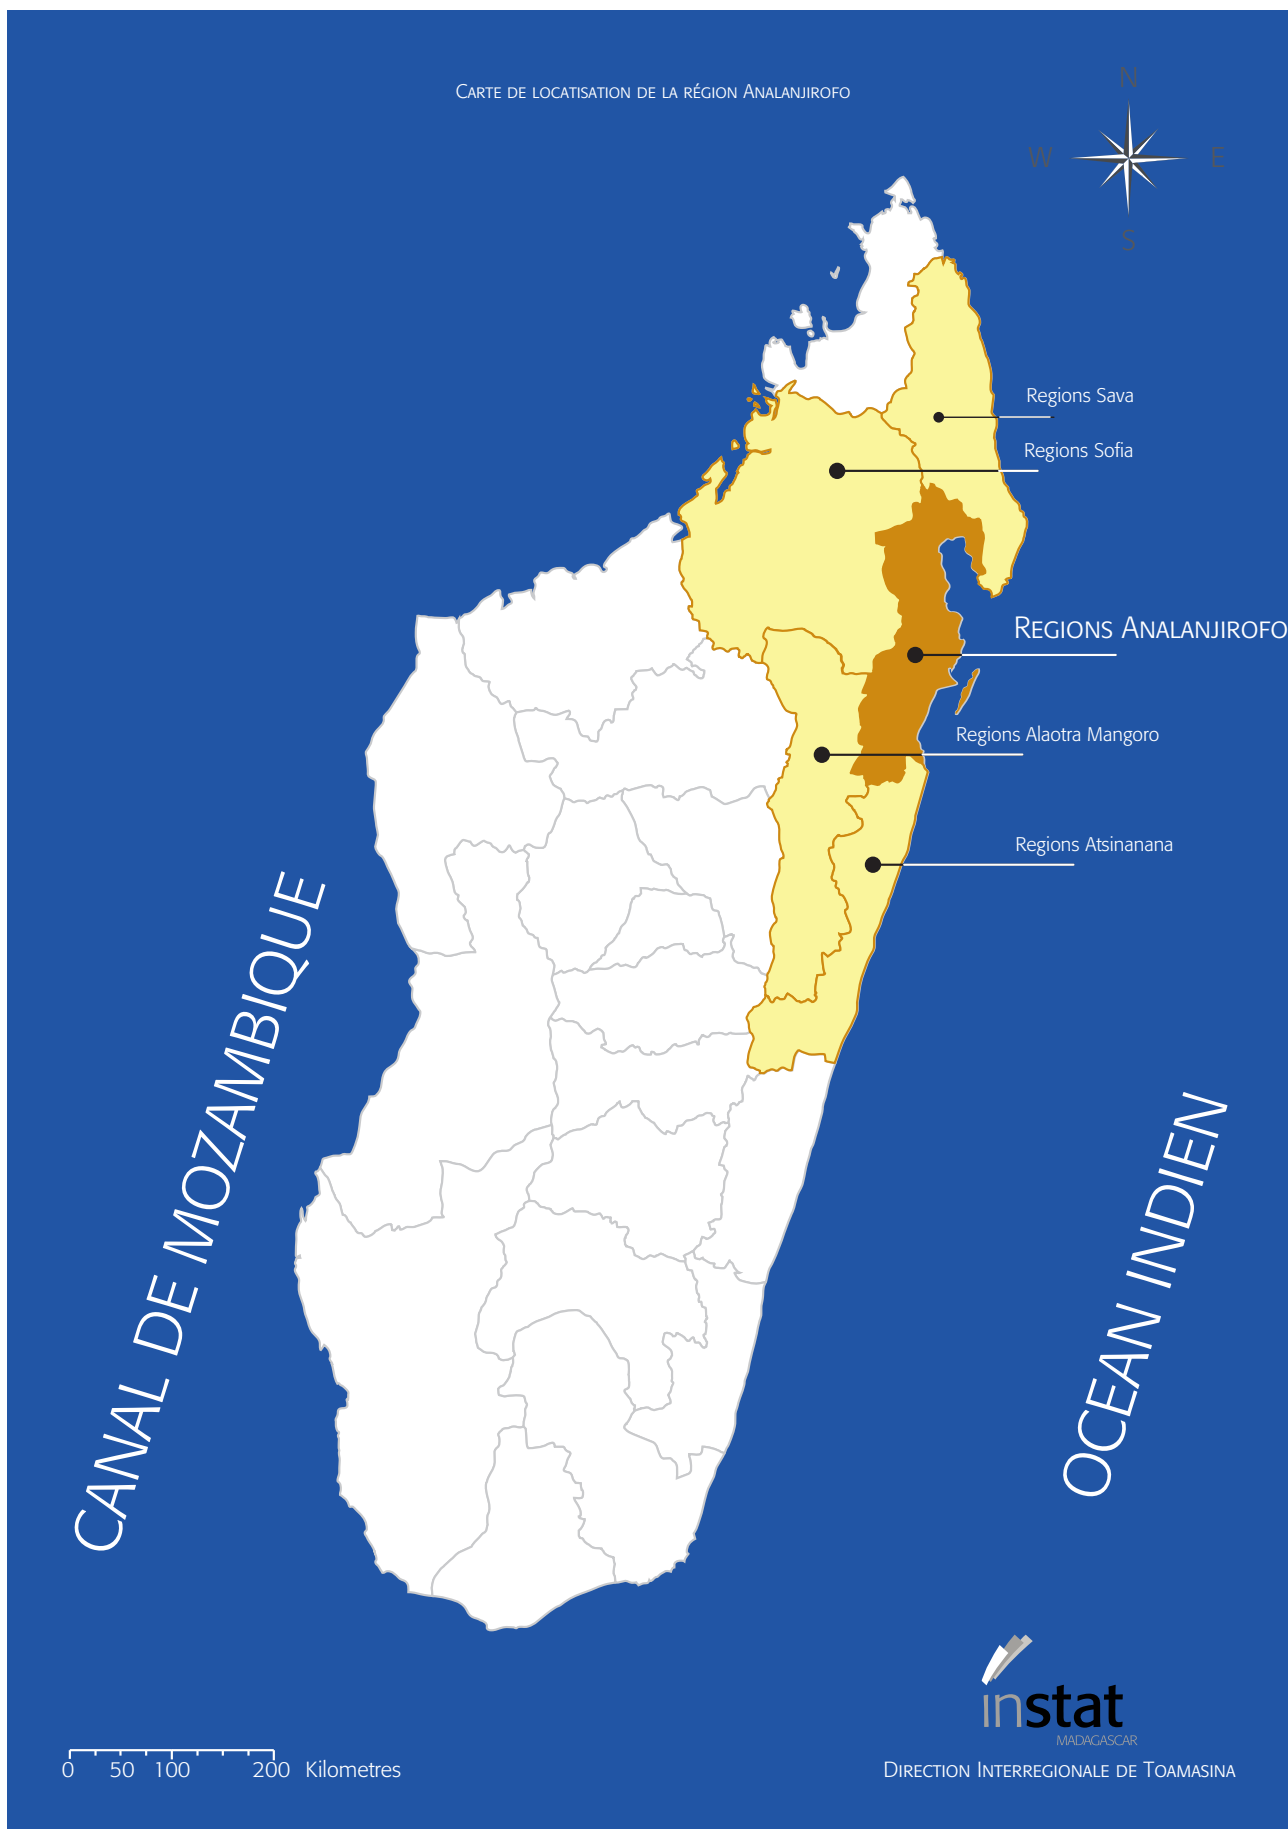 CARTE DE LOCATISATION DE LA RÉGION ANALANJIROFO
N
W
E
S
Regions Sava
Regions Sofia
REGIONS ANALANJIROFO
Regions Alaotra Mangoro
Regions Atsinanana
CANAL DE MOZAMBIQUE
OCEAN INDIEN
instat
MADAGASCAR
0 50 100 200 Kilometres
DIRECTION INTERREGIONALE DE TOAMASINA